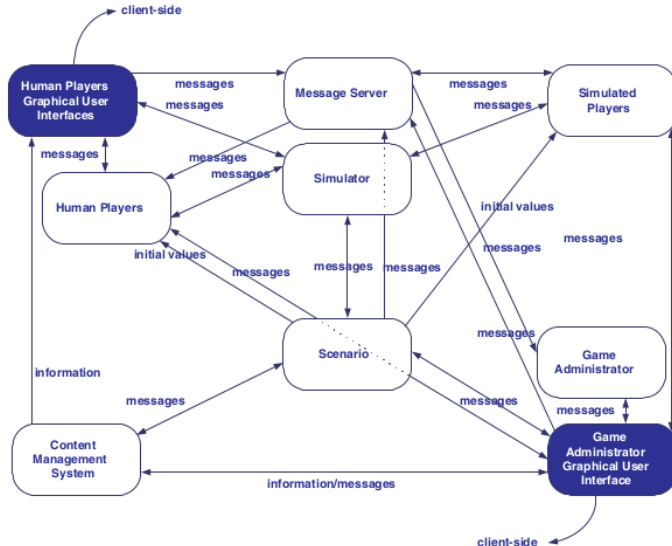 client-side
Human Players
Graphical User
Interfaces
messages
Message Server
messages
Simulated
Players
messages
messages
messages
messages
messages
Simulator
Human Players
initial values
initial values
messages
messages
messages
messages
messages
messages
Scenario
Game
Administrator
information
messages
messages
messages
Content
Management
System
Game
Administrator
Graphical User
Interface
information/messages
client-side